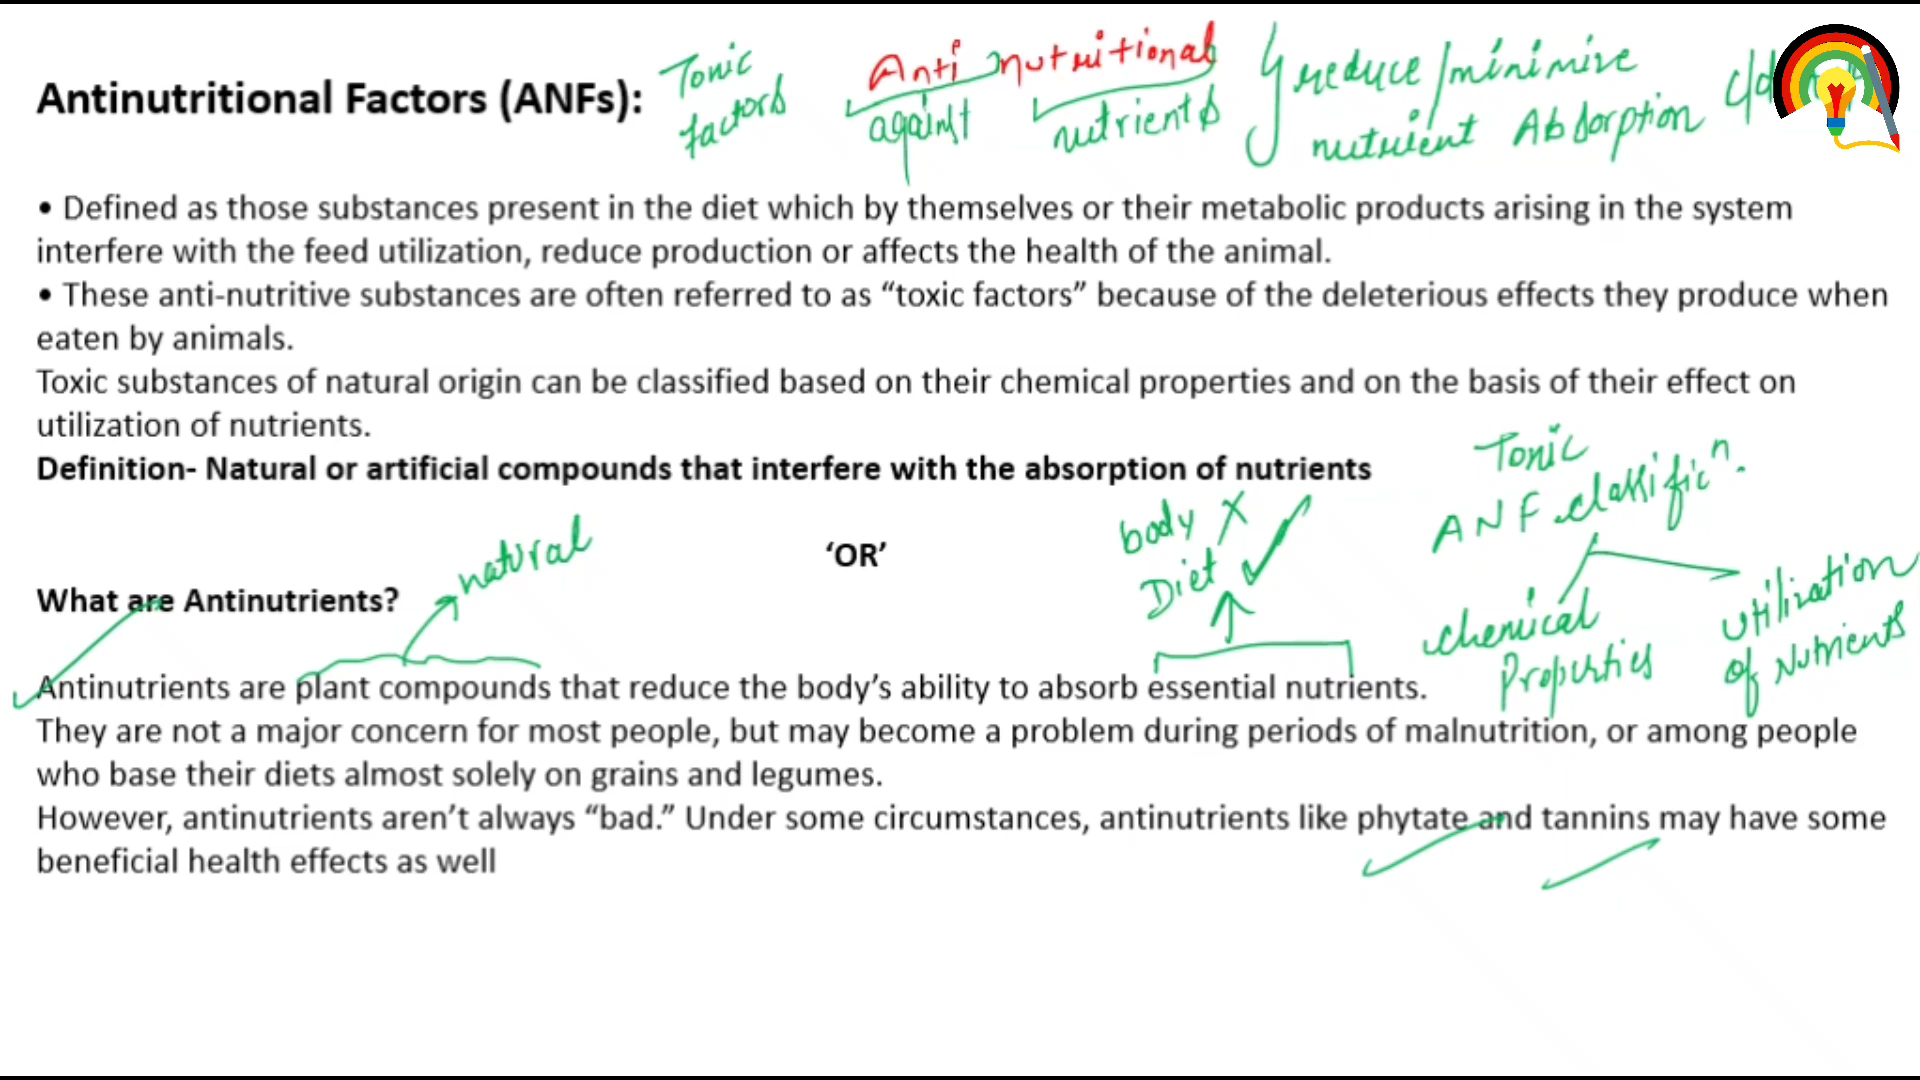 Antinutritional Factors (ANFs):
Toxic
factors
Anti nutritional
against nutrients
reduce/minimize
nutrient Absorption
• Defined as those substances present in the diet which by themselves or their metabolic products arising in the system
interfere with the feed utilization, reduce production or affects the health of the animal.
• These anti-nutritive substances are often referred to as “toxic factors” because of the deleterious effects they produce when
eaten by animals.
Toxic substances of natural origin can be classified based on their chemical properties and on the basis of their effect on
utilization of nutrients.
Definition- Natural or artificial compounds that interfere with the absorption of nutrients
Toxic
ANF classificⁿ.
chemical
Properties
Utilization
of Nutrients
body X
Diet ✓
natural
‘OR’
What are Antinutrients?
Antinutrients are plant compounds that reduce the body’s ability to absorb essential nutrients.
They are not a major concern for most people, but may become a problem during periods of malnutrition, or among people
who base their diets almost solely on grains and legumes.
However, antinutrients aren’t always “bad.” Under some circumstances, antinutrients like phytate and tannins may have some
beneficial health effects as well